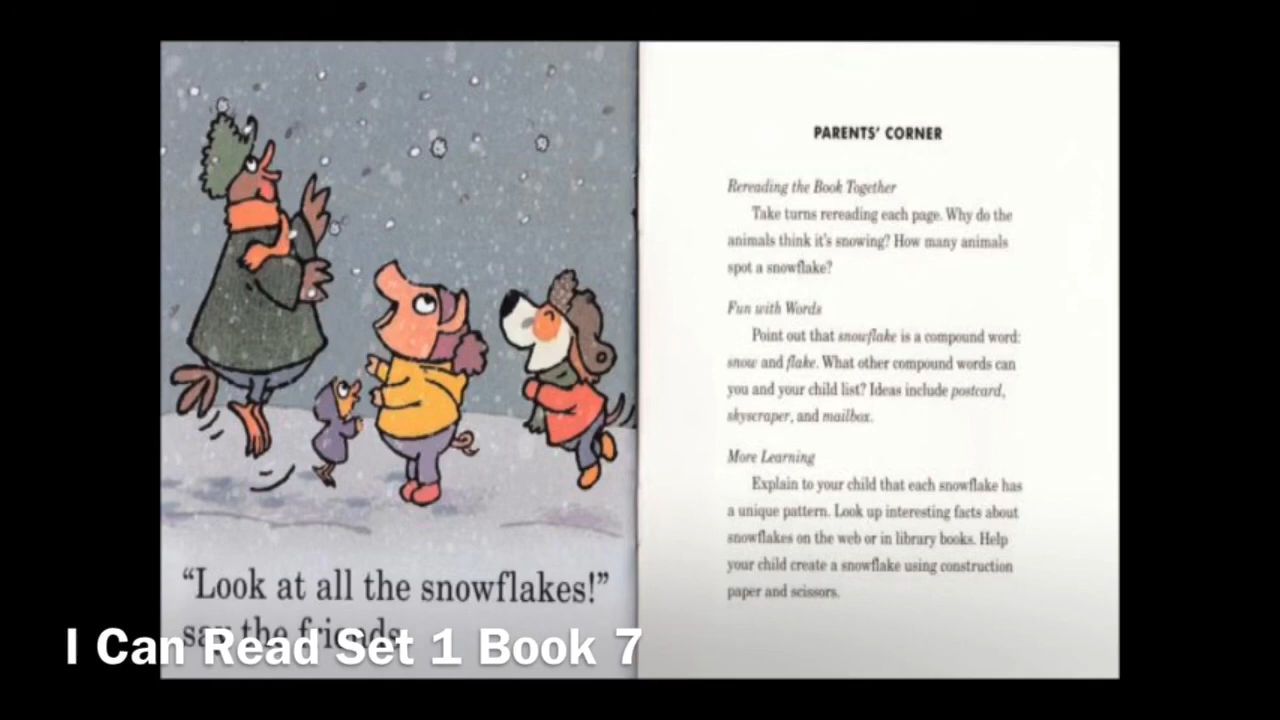 “Look at all the snowflakes!”
say the friends.
I Can Read Set 1 Book 7
PARENTS’ CORNER
Rereading the Book Together
Take turns rereading each page. Why do the
animals think it’s snowing? How many animals
spot a snowflake?
Fun with Words
Point out that snowflake is a compound word:
snow and flake. What other compound words can
you and your child list? Ideas include postcard,
skyscraper, and mailbox.
More Learning
Explain to your child that each snowflake has
a unique pattern. Look up interesting facts about
snowflakes on the web or in library books. Help
your child create a snowflake using construction
paper and scissors.